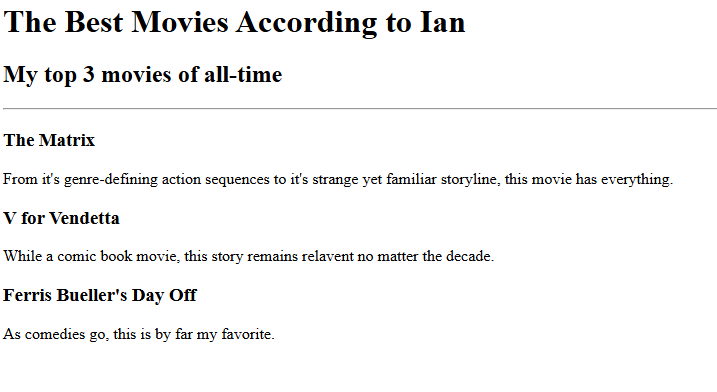 The Best Movies According to Ian
My top 3 movies of all-time
The Matrix
From it's genre-defining action sequences to it's strange yet familiar storyline, this movie has everything.
V for Vendetta
While a comic book movie, this story remains relavent no matter the decade.
Ferris Bueller's Day Off
As comedies go, this is by far my favorite.